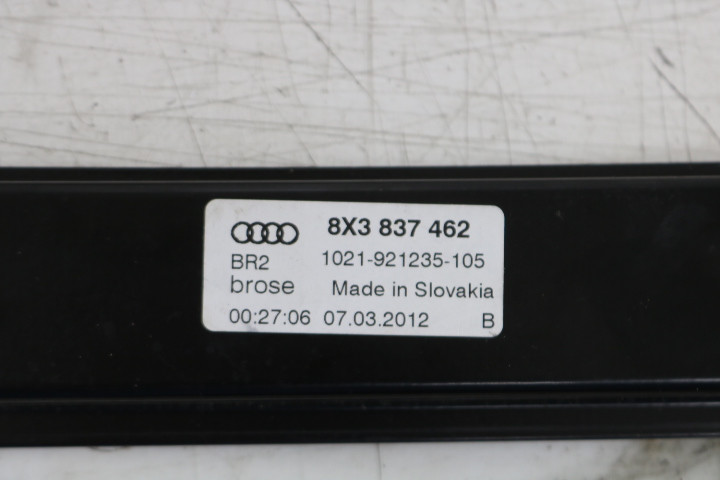 8X3 837 462
BR2 1021-921235-105
brose Made in Slovakia
00:27:06 07.03.2012 B